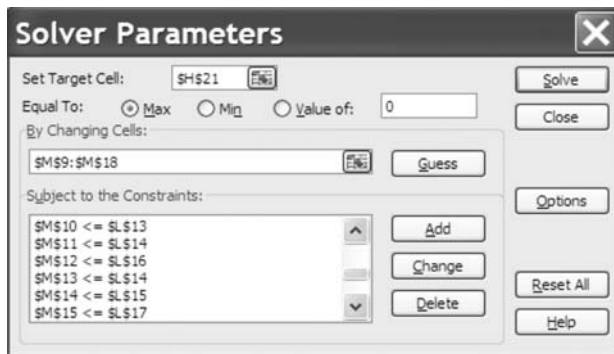 Solver Parameters
Set Target Cell: $H$21
Solve
Equal To: Max Min Value of: 0
Close
By Changing Cells:
$M$9:$M$18
Guess
Subject to the Constraints:
Options
$M$10 <= $L$13
$M$11 <= $L$14
$M$12 <= $L$16
$M$13 <= $L$14
$M$14 <= $L$15
$M$15 <= $L$17
Add
Change
Delete
Reset All
Help